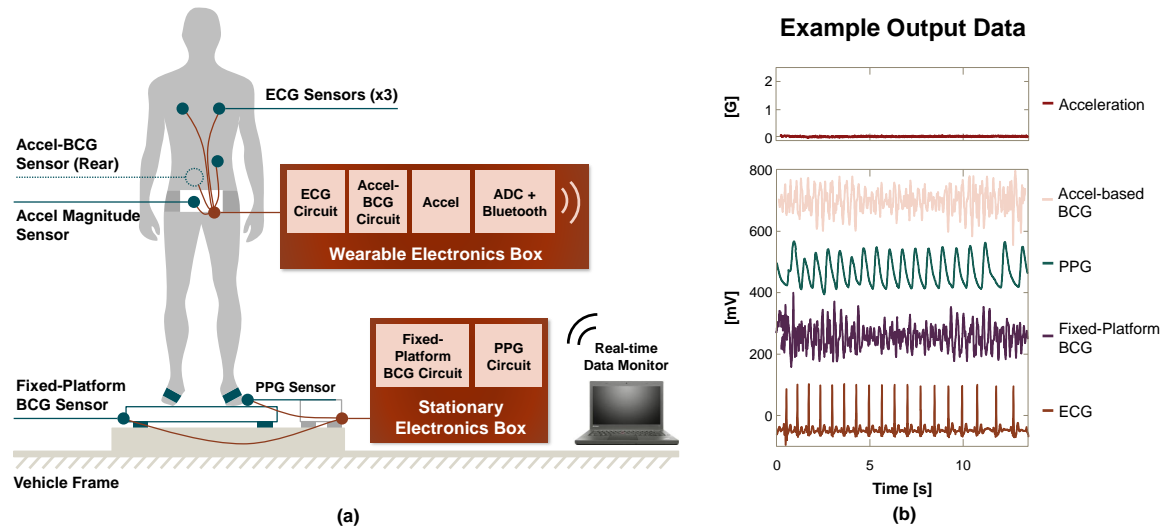 ECG Sensors (x3)
Accel-BCG
Sensor (Rear)
Accel Magnitude
Sensor
ECG
Circuit
Accel-
BCG
Circuit
Accel
ADC +
Bluetooth
Wearable Electronics Box
Fixed-
Platform
BCG Circuit
PPG
Circuit
Stationary
Electronics Box
Real-time
Data Monitor
Fixed-Platform
BCG Sensor
PPG Sensor
Vehicle Frame
(a)
Example Output Data
[G]
2
1
0
Acceleration
[mV]
800
600
400
200
0
Accel-based
BCG
PPG
Fixed-Platform
BCG
ECG
0
5
10
Time [s]
(b)